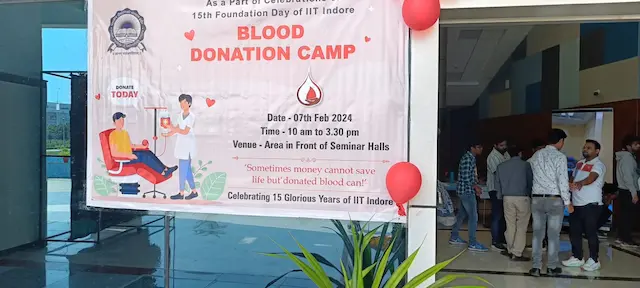 As a Part of Celebrations
15th Foundation Day of IIT Indore
BLOOD
DONATION CAMP
DONATE
TODAY
Date - 07th Feb 2024
Time - 10 am to 3.30 pm
Venue - Area in Front of Seminar Halls
'Sometimes money cannot save
life but donated blood can!'
Celebrating 15 Glorious Years of IIT Indore